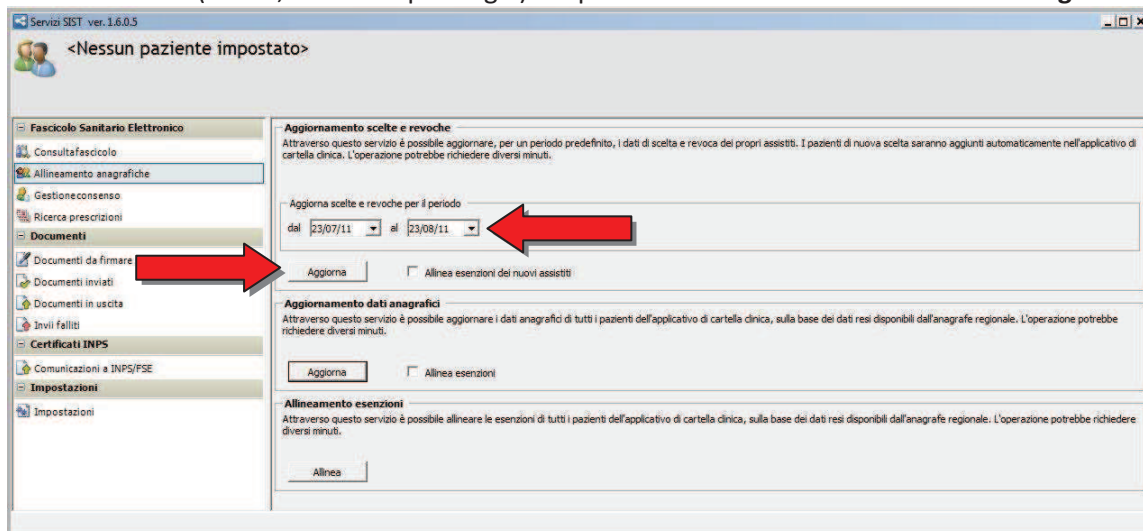 Servizi SIST ver. 1.6.0.5
<Nessun paziente impostato>
Fascicolo Sanitario Elettronico
Consultafascicolo
Allineamento anagrafiche
Gestioneconsenso
Ricerca prescrizioni
Documenti
Documenti da firmare
Documenti inviati
Documenti in uscita
Invii falliti
Certificati INPS
Comunicazioni a INPS/FSE
Impostazioni
Impostazioni
Aggiornamento scelte e revoche
Attraverso questo servizio è possibile aggiornare, per un periodo predefinito, i dati di scelta e revoca dei propri assistiti. I pazienti di nuova scelta saranno aggiunti automaticamente nell'applicativo di
cartella clinica. L'operazione potrebbe richiedere diversi minuti.
Aggiorna scelte e revoche per il periodo
dal 23/07/11 al 23/08/11
Aggiorna Allinea esenzioni dei nuovi assistiti
Aggiornamento dati anagrafici
Attraverso questo servizio è possibile aggiornare i dati anagrafici di tutti i pazienti dell'applicativo di cartella clinica, sulla base dei dati resi disponibili dall'anagrafe regionale. L'operazione potrebbe
richiedere diversi minuti.
Aggiorna Allinea esenzioni
Allineamento esenzioni
Attraverso questo servizio è possibile allineare le esenzioni di tutti i pazienti dell'applicativo di cartella clinica, sulla base dei dati resi disponibili dall'anagrafe regionale. L'operazione potrebbe richiedere
diversi minuti.
Allinea